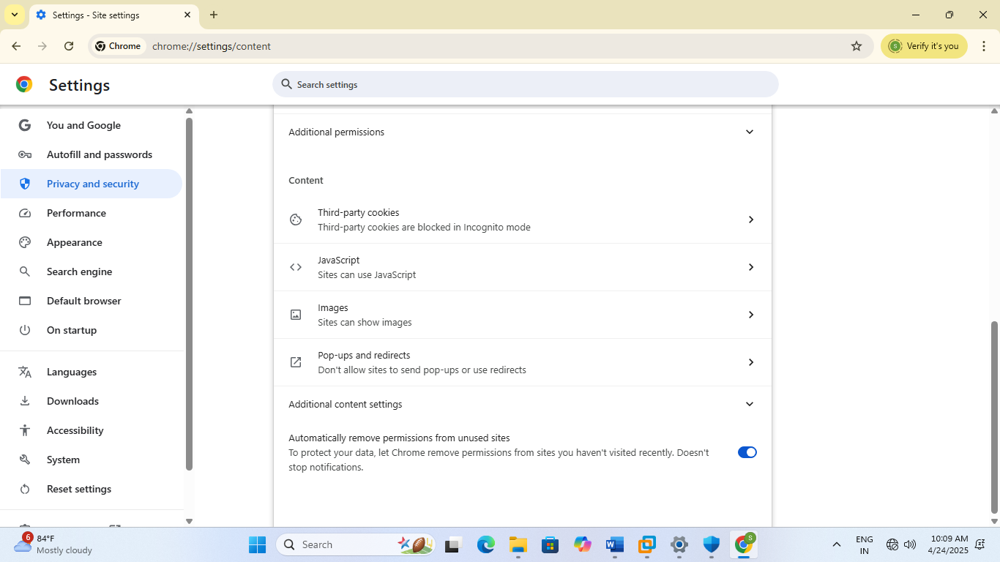 Settings - Site settings
Chrome
chrome://settings/content
S
Verify it's you
Settings
Search settings
You and Google
Autofill and passwords
Privacy and security
Performance
Appearance
Search engine
Default browser
On startup
Languages
Downloads
Accessibility
System
Reset settings
Additional permissions
Content
Third-party cookies
Third-party cookies are blocked in Incognito mode
JavaScript
Sites can use JavaScript
Images
Sites can show images
Pop-ups and redirects
Don't allow sites to send pop-ups or use redirects
Additional content settings
Automatically remove permissions from unused sites
To protect your data, let Chrome remove permissions from sites you haven't visited recently. Doesn't
stop notifications.
6
84°F
Mostly cloudy
Search
S
ENG
IN
10:09 AM
4/24/2025